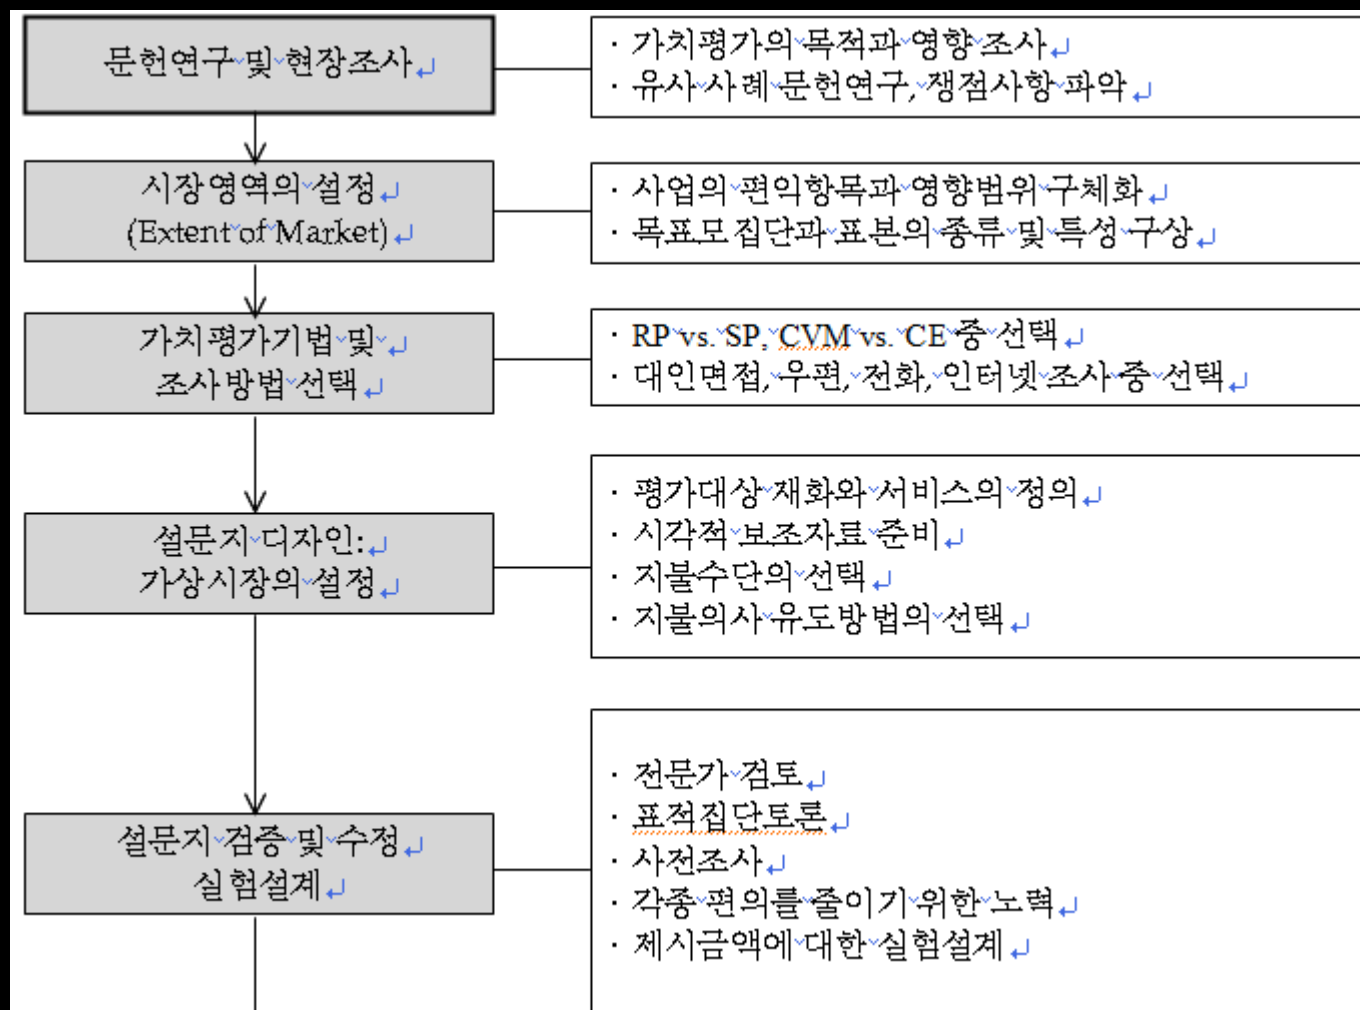 문헌연구 및 현장조사
· 가치평가의 목적과 영향 조사
· 유사 사례 문헌연구, 쟁점사항 파악
시장영역의 설정
(Extent of Market)
· 사업의 편익항목과 영향범위 구체화
· 목표모집단과 표본의 종류 및 특성 구상
가치평가기법 및
조사방법 선택
· RP vs. SP, CVM vs. CE 중 선택
· 대인면접, 우편, 전화, 인터넷 조사 중 선택
설문지 디자인:
가상시장의 설정
· 평가대상 재화와 서비스의 정의
· 시각적 보조자료 준비
· 지불수단의 선택
· 지불의사 유도방법의 선택
설문지 검증 및 수정
실험설계
· 전문가 검토
· 표적집단토론
· 사전조사
· 각종 편의를 줄이기 위한 노력
· 제시금액에 대한 실험설계